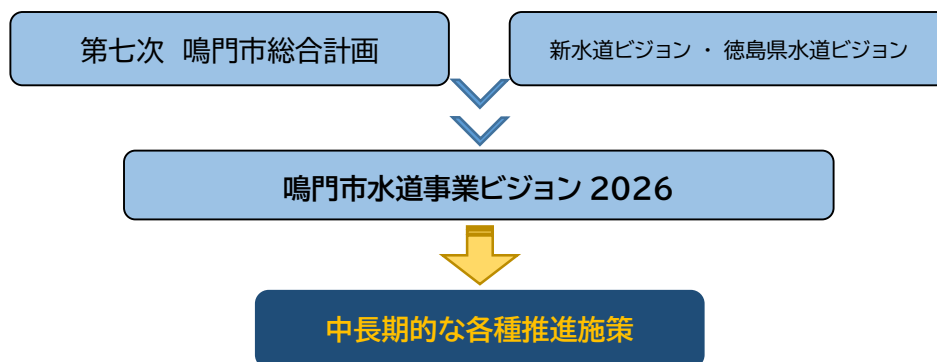 第七次 鳴門市総合計画
新水道ビジョン ・ 徳島県水道ビジョン
鳴門市水道事業ビジョン 2026
中長期的な各種推進施策